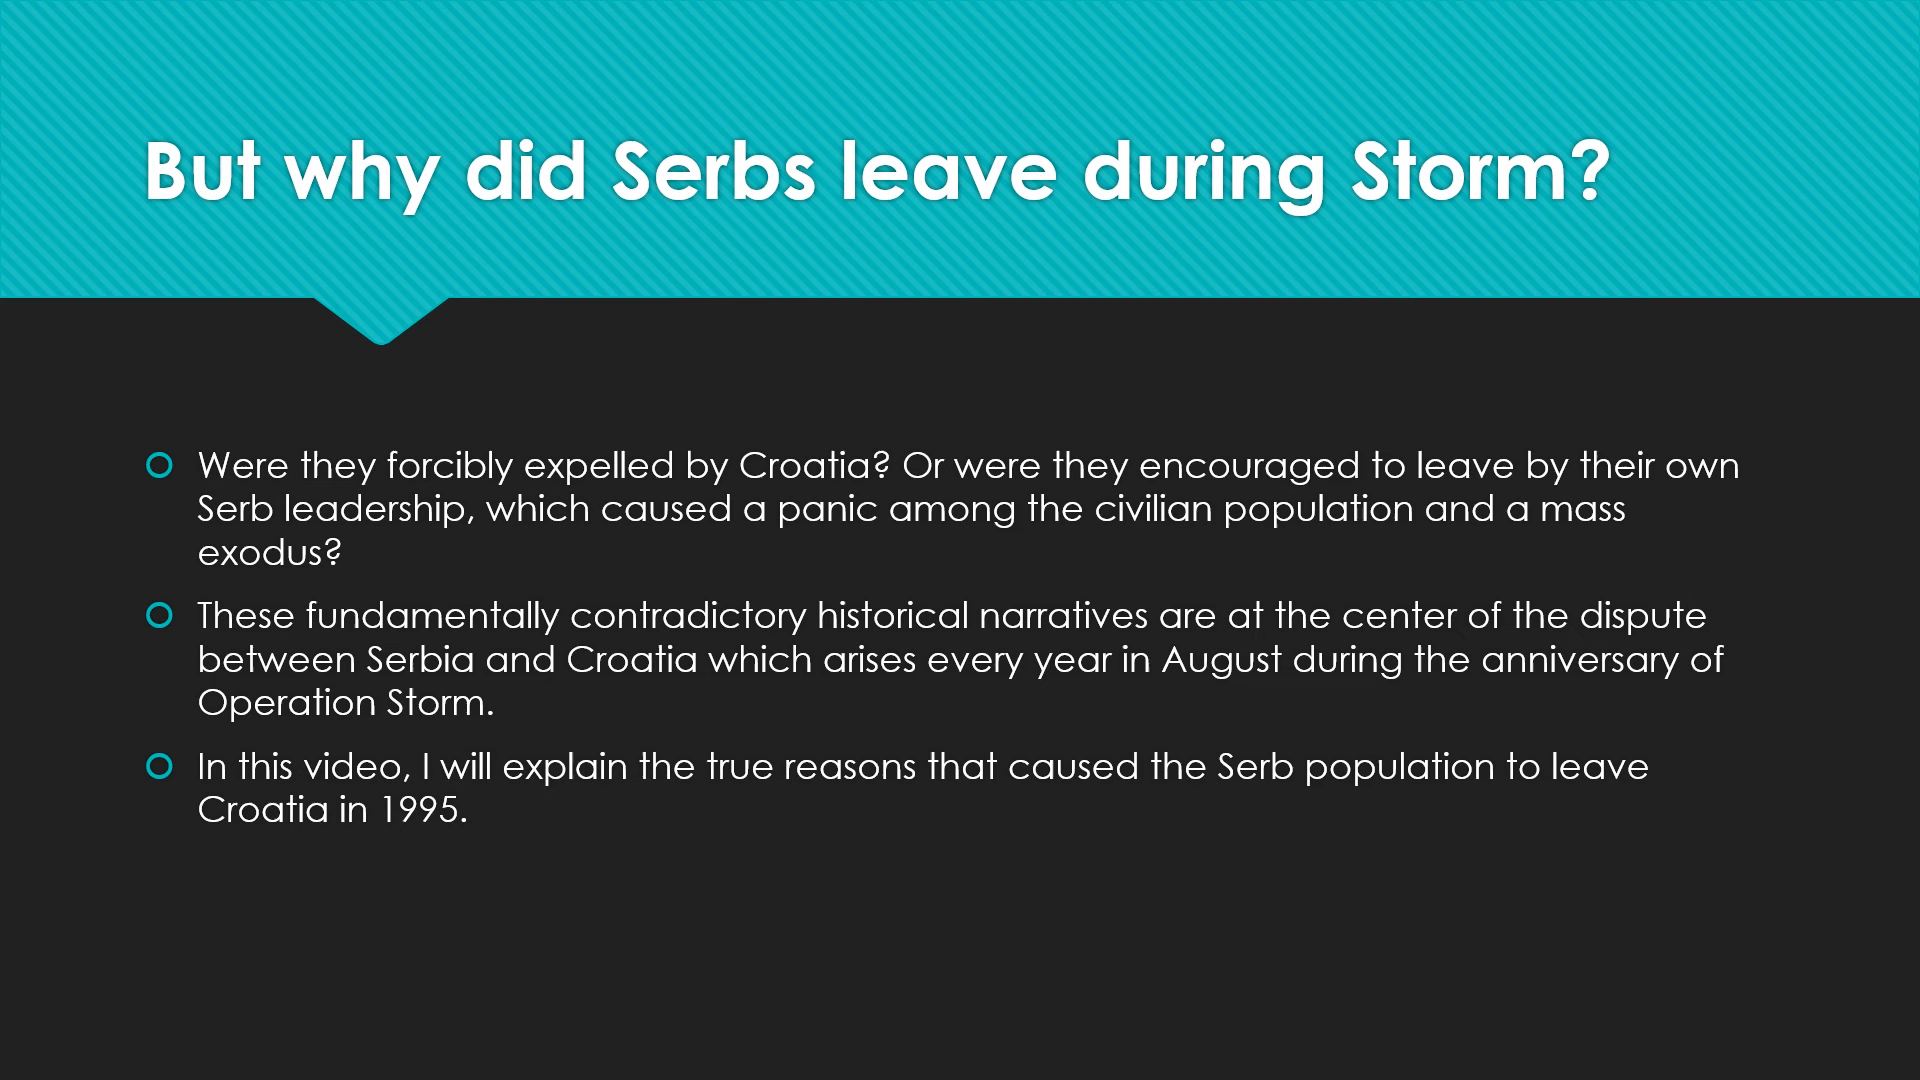 But why did Serbs leave during Storm?
Were they forcibly expelled by Croatia? Or were they encouraged to leave by their own
Serb leadership, which caused a panic among the civilian population and a mass
exodus?
These fundamentally contradictory historical narratives are at the center of the dispute
between Serbia and Croatia which arises every year in August during the anniversary of
Operation Storm.
In this video, I will explain the true reasons that caused the Serb population to leave
Croatia in 1995.